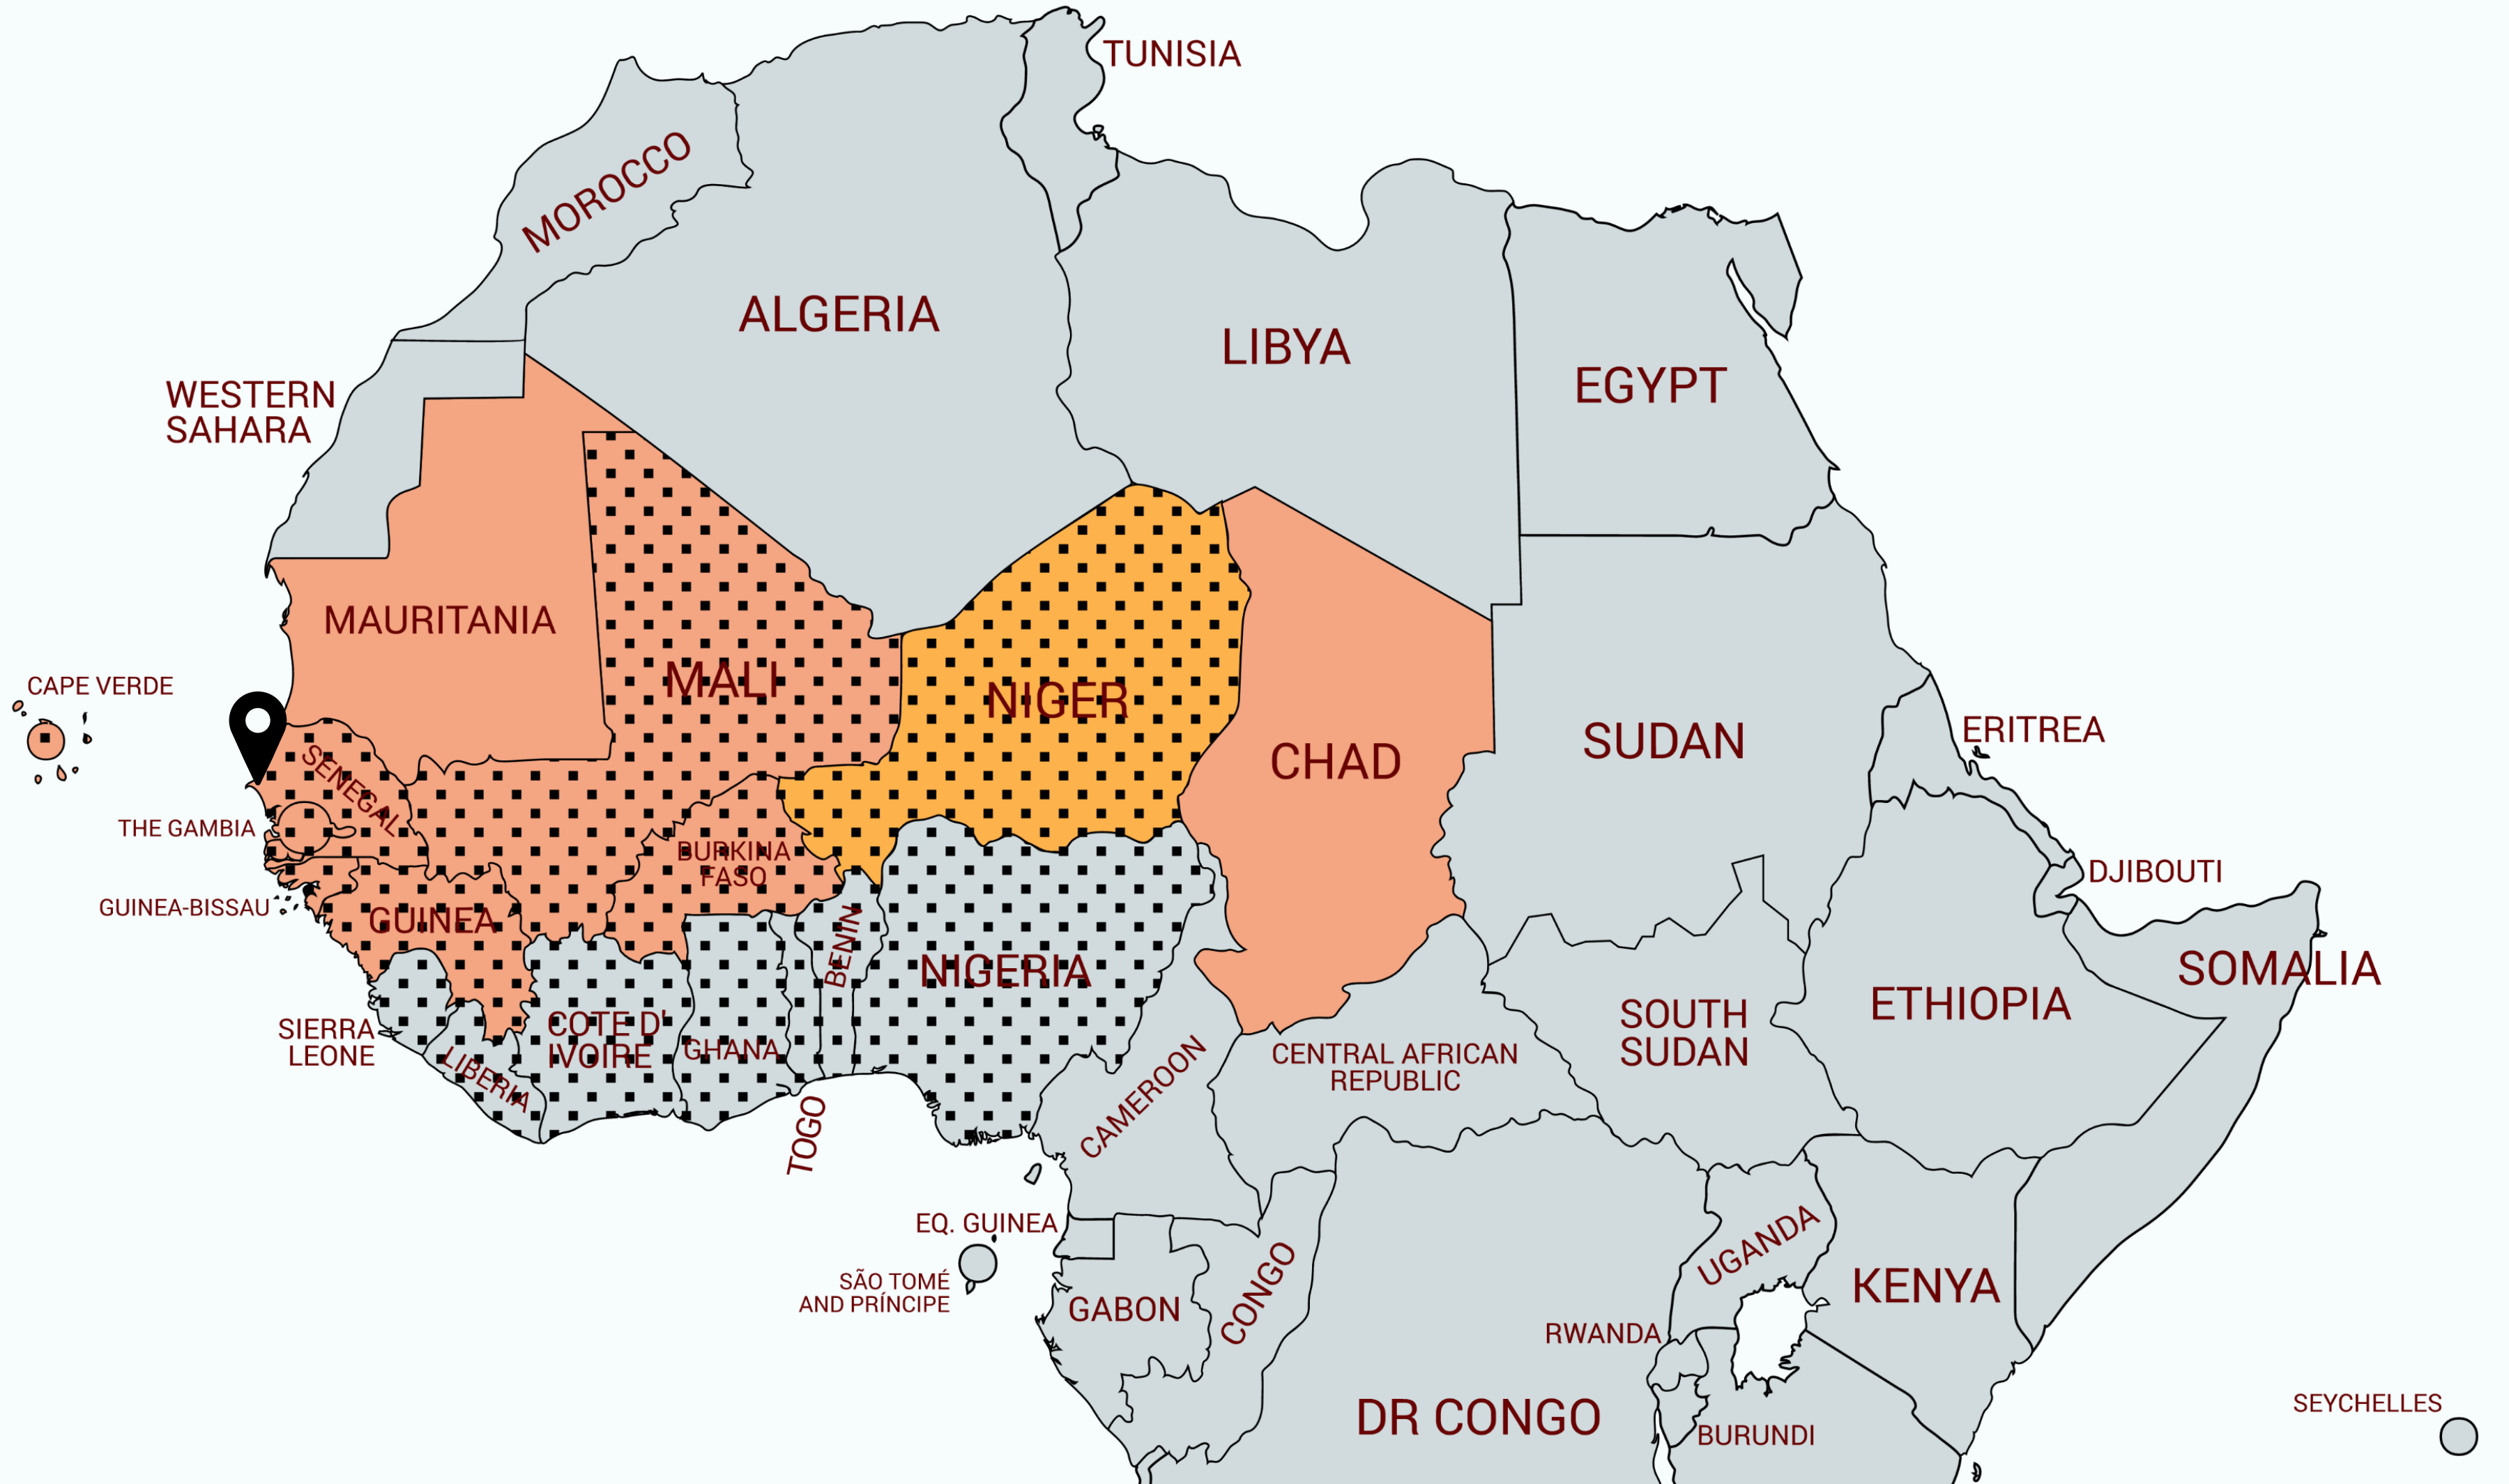 TUNISIA
MOROCCO
ALGERIA
LIBYA
EGYPT
WESTERN
SAHARA
MAURITANIA
MALI
NIGER
CHAD
SUDAN
ERITREA
CAPE VERDE
SENEGAL
THE GAMBIA
GUINEA-BISSAU
GUINEA
BURKINA
FASO
BENIN
NIGERIA
DJIBOUTI
SOMALIA
ETHIOPIA
SOUTH
SUDAN
SIERRA
LEONE
LIBERIA
COTE D'
IVOIRE
GHANA
TOGO
CAMEROON
CENTRAL AFRICAN
REPUBLIC
EQ. GUINEA
SÃO TOMÉ
AND PRÍNCIPE
GABON
CONGO
UGANDA
KENYA
RWANDA
DR CONGO
BURUNDI
SEYCHELLES